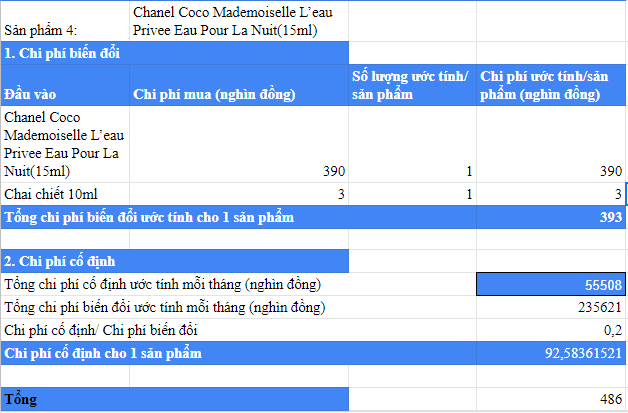 Sản phẩm 4: Chanel Coco Mademoiselle L’eau
Privee Eau Pour La Nuit(15ml)
1. Chi phí biến đổi
Đầu vào Chi phí mua (nghìn đồng) Số lượng ước tính/ sản phẩm Chi phí ước tính/sản phẩm (nghìn đồng)
Chanel Coco
Mademoiselle L’eau
Privee Eau Pour La
Nuit(15ml) 390 1 390
Chai chiết 10ml 3 1 3
Tổng chi phí biến đổi ước tính cho 1 sản phẩm 393
2. Chi phí cố định
Tổng chi phí cố định ước tính mỗi tháng (nghìn đồng) 55508
Tổng chi phí biến đổi ước tính mỗi tháng (nghìn đồng) 235621
Chi phí cố định/ Chi phí biến đổi 0,2
Chi phí cố định cho 1 sản phẩm 92,58361521
Tổng 486